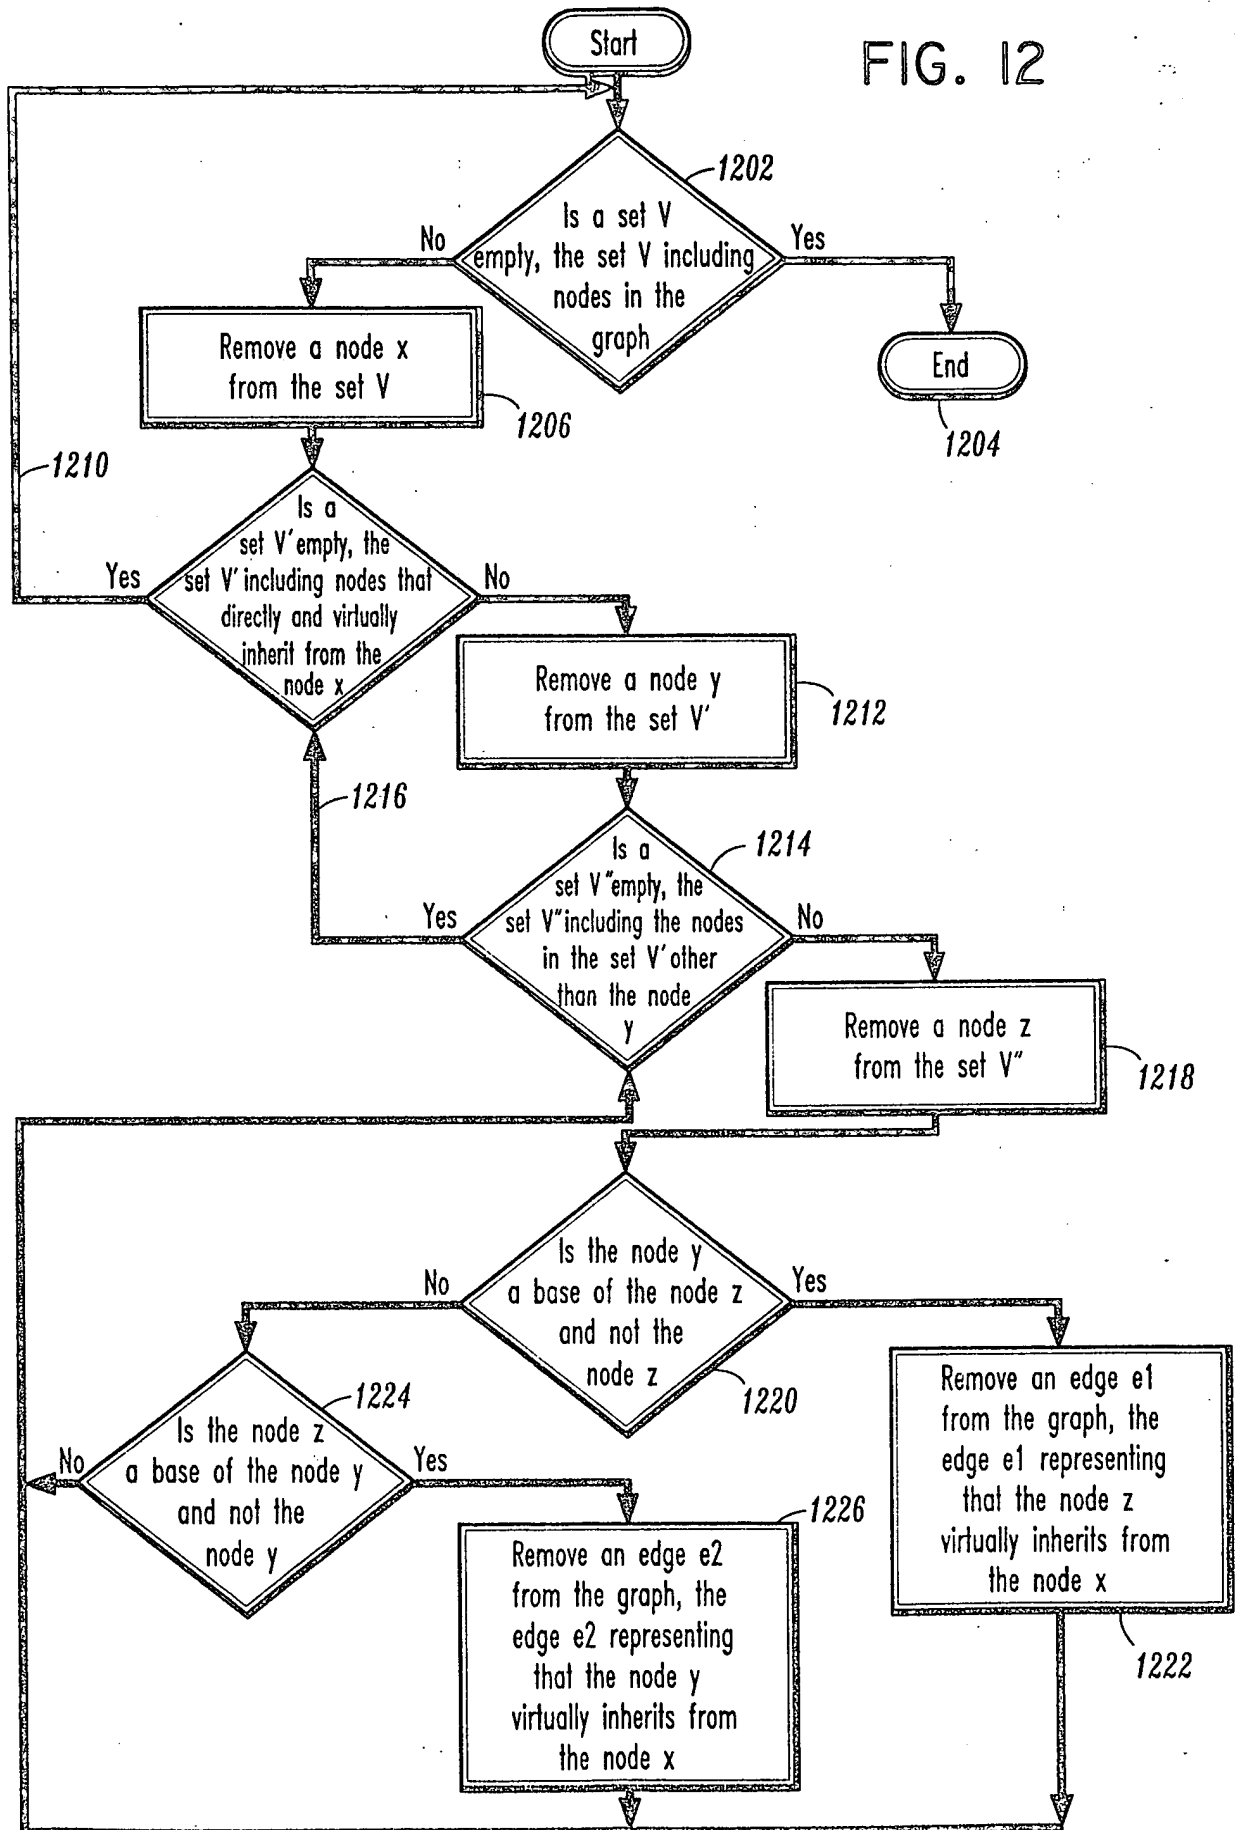 Start
FIG. 12
1202
Is a set V
empty, the set V including
nodes in the
graph
No
Yes
Remove a node x
from the set V
1206
End
1204
1210
Is a
set V' empty, the
set V' including nodes that
directly and virtually
inherit from the
node x
Yes
No
Remove a node y
from the set V'
1212
1216
1214
Is a
set V" empty, the
set V" including the nodes
in the set V' other
than the node
y
Yes
No
Remove a node z
from the set V"
1218
Is the node y
a base of the node z
and not the
node z
No
Yes
1220
1224
Is the node z
a base of the node y
and not the
node y
No
Yes
Remove an edge e1
from the graph, the
edge e1 representing
that the node z
virtually inherits from
the node x
1222
1226
Remove an edge e2
from the graph, the
edge e2 representing
that the node y
virtually inherits from
the node x